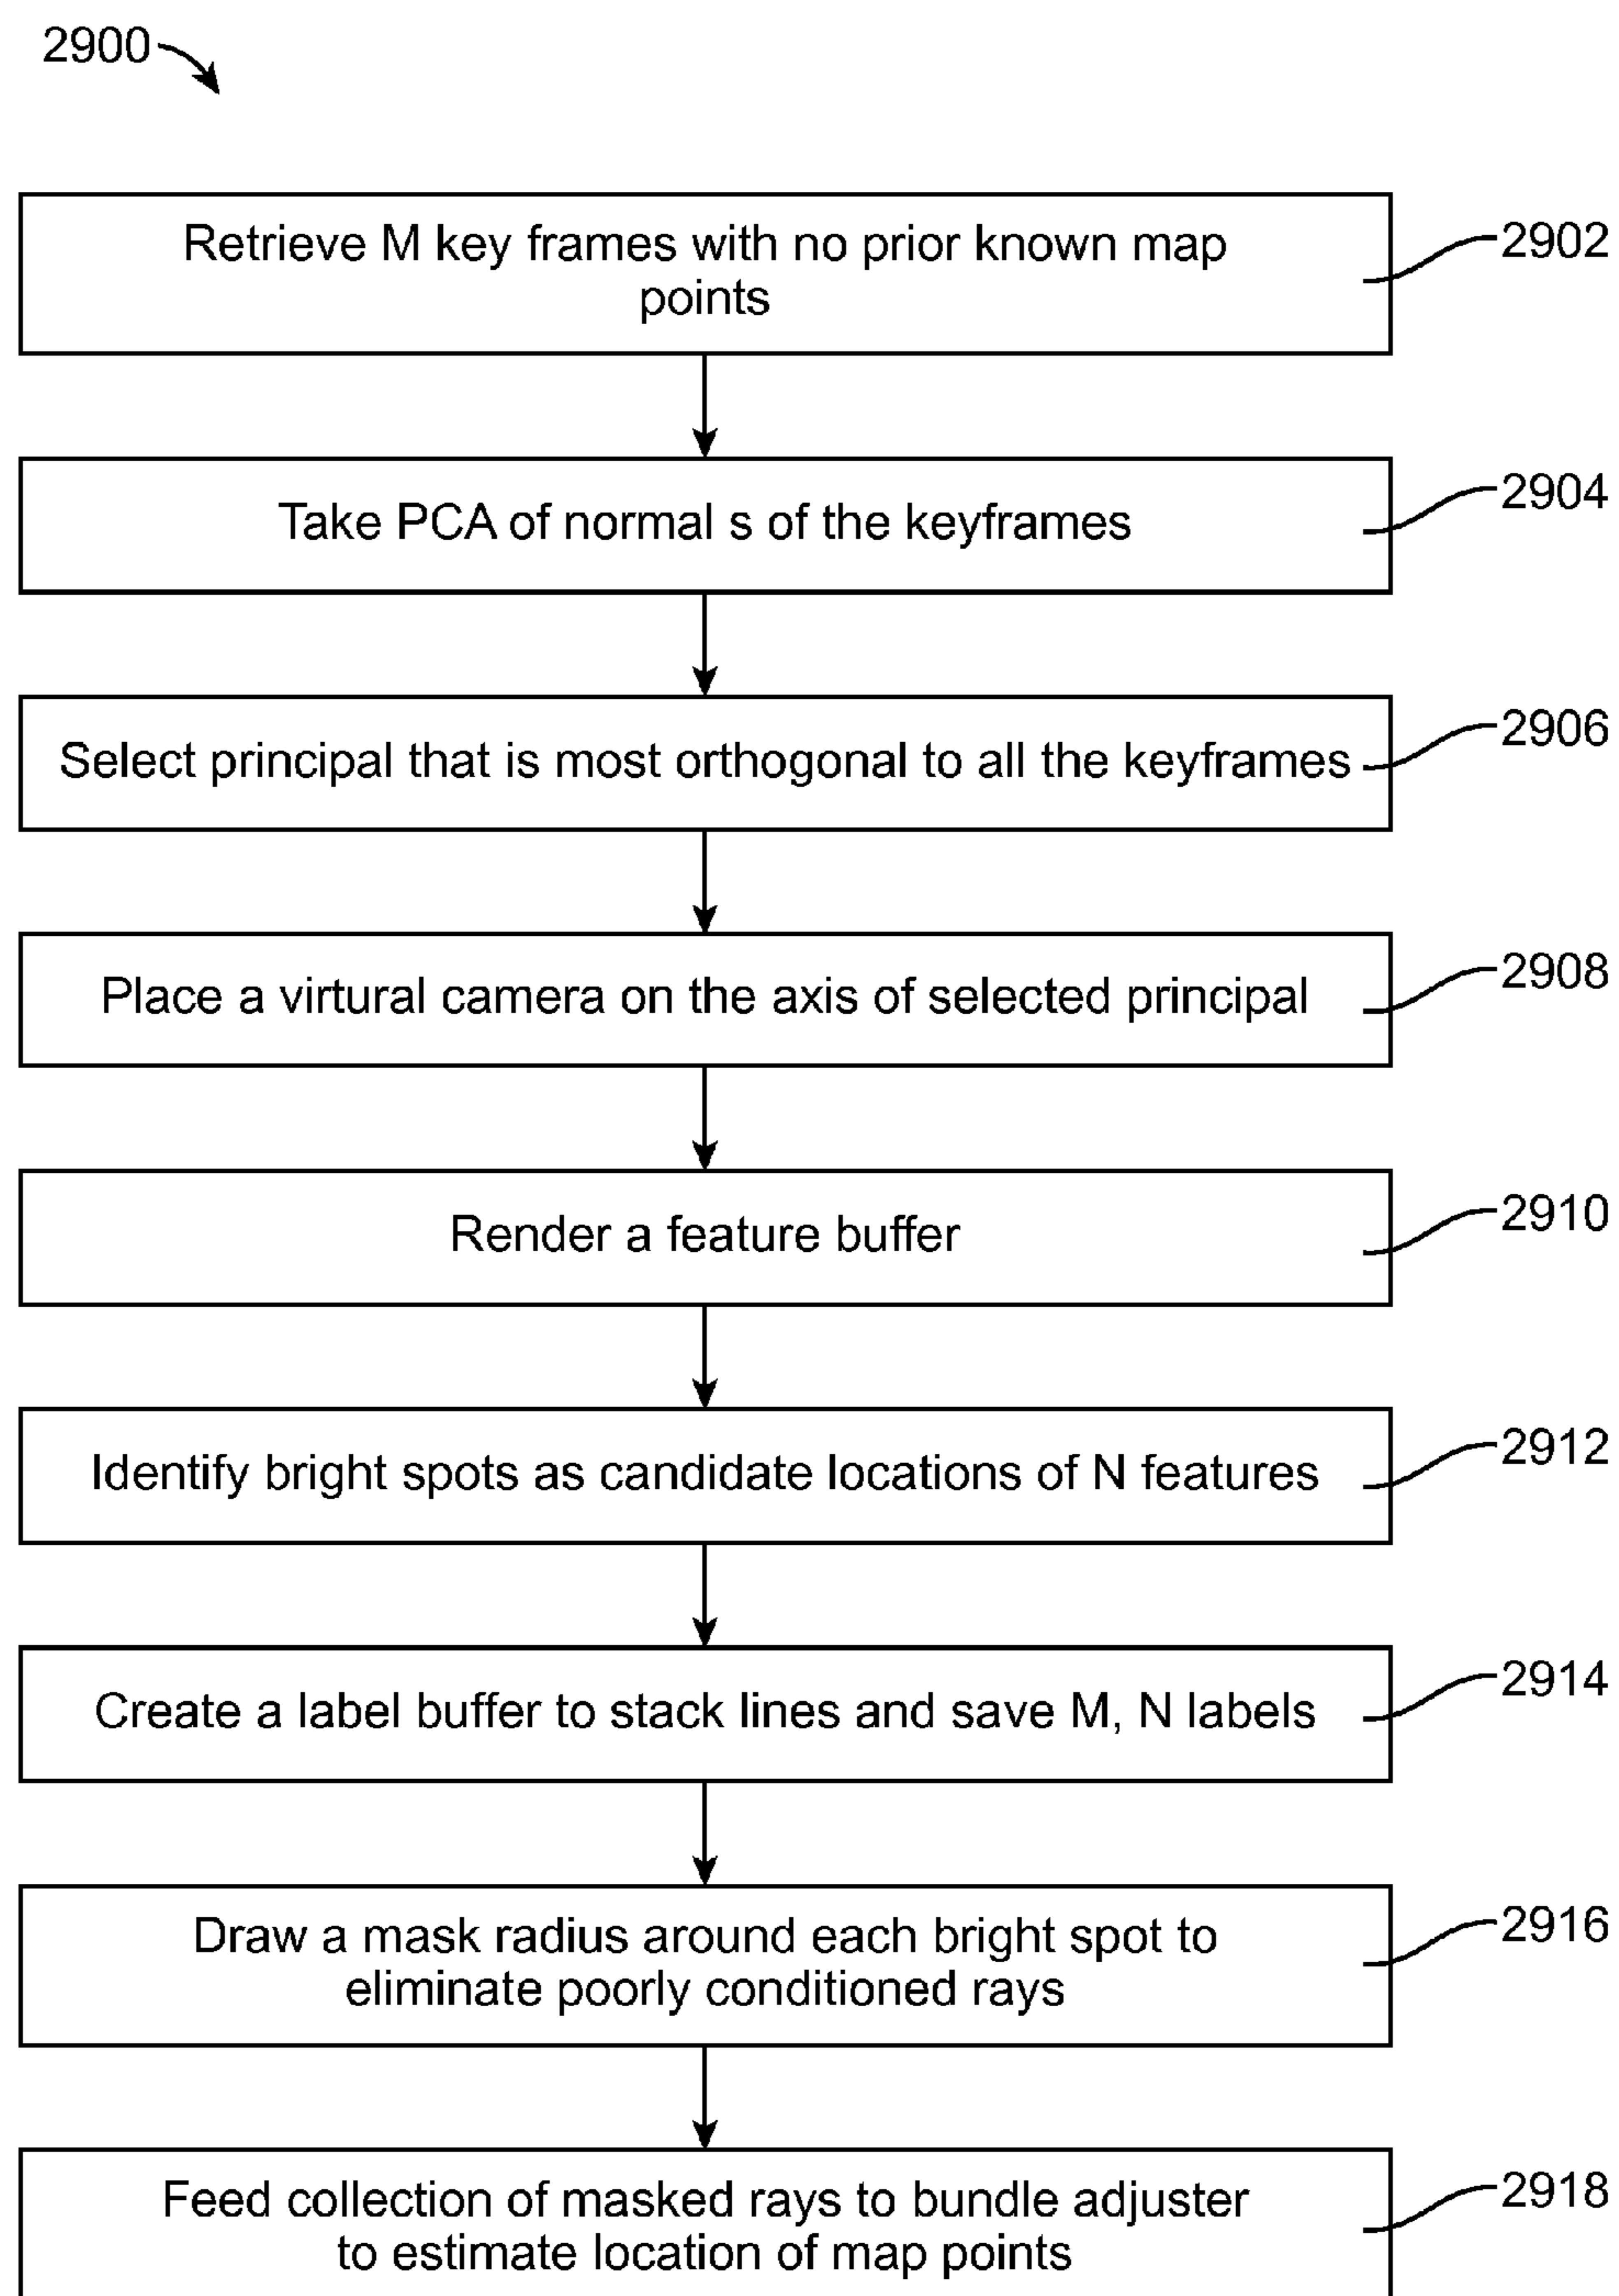 2900
Retrieve M key frames with no prior known map
points
2902
Take PCA of normal s of the keyframes
2904
Select principal that is most orthogonal to all the keyframes
2906
Place a virtural camera on the axis of selected principal
2908
Render a feature buffer
2910
Identify bright spots as candidate locations of N features
2912
Create a label buffer to stack lines and save M, N labels
2914
Draw a mask radius around each bright spot to
eliminate poorly conditioned rays
2916
Feed collection of masked rays to bundle adjuster
to estimate location of map points
2918